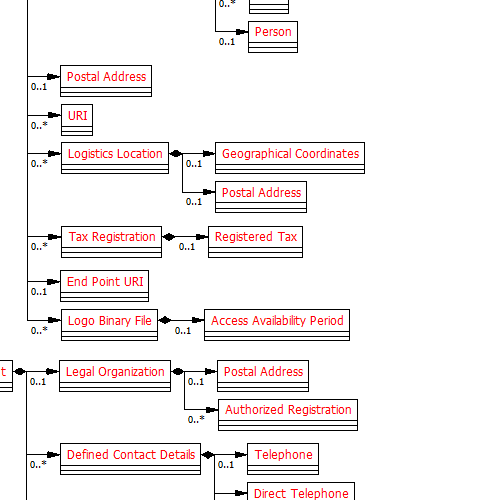 0..*
Person
0..1
Postal Address
0..1
URI
0..*
Logistics Location
0..*
Geographical Coordinates
0..1
Postal Address
0..1
Tax Registration
0..*
Registered Tax
0..1
End Point URI
0..1
Logo Binary File
0..*
Access Availability Period
0..1
t
Legal Organization
0..1
Postal Address
0..1
Authorized Registration
0..*
Defined Contact Details
0..*
Telephone
0..1
Direct Telephone